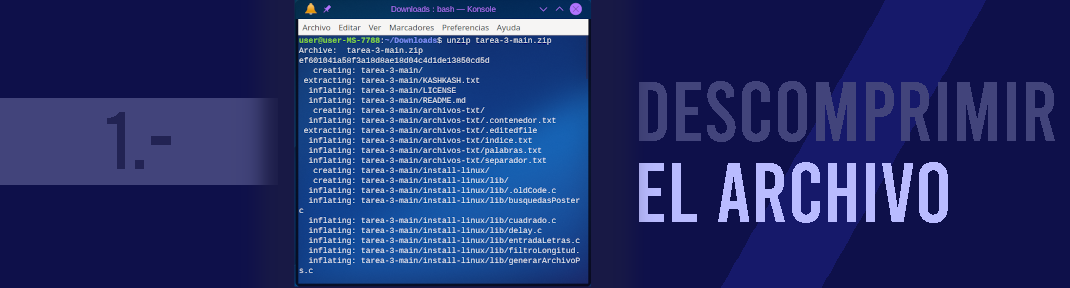 1.-
Downloads : bash — Konsole
Archivo Editar Ver Marcadores Preferencias Ayuda
user@user-MS-7788:~/Downloads$ unzip tarea-3-main.zip
Archive:  tarea-3-main.zip
ef601041a58f3a18d8ae18d04c4d1de13850cd5d
creating: tarea-3-main/
extracting: tarea-3-main/KASHKASH.txt
inflating: tarea-3-main/LICENSE
inflating: tarea-3-main/README.md
creating: tarea-3-main/archivos-txt/
inflating: tarea-3-main/archivos-txt/.contenedor.txt
extracting: tarea-3-main/archivos-txt/.editedfile
inflating: tarea-3-main/archivos-txt/indice.txt
inflating: tarea-3-main/archivos-txt/palabras.txt
inflating: tarea-3-main/archivos-txt/separador.txt
creating: tarea-3-main/install-linux/
creating: tarea-3-main/install-linux/lib/
inflating: tarea-3-main/install-linux/lib/.oldCode.c
inflating: tarea-3-main/install-linux/lib/busquedasPoster
c
inflating: tarea-3-main/install-linux/lib/cuadrado.c
inflating: tarea-3-main/install-linux/lib/delay.c
inflating: tarea-3-main/install-linux/lib/entradaLetras.c
inflating: tarea-3-main/install-linux/lib/filtroLongitud.
inflating: tarea-3-main/install-linux/lib/generarArchivoP
s.c
DESCOMPRIMIR
EL ARCHIVO